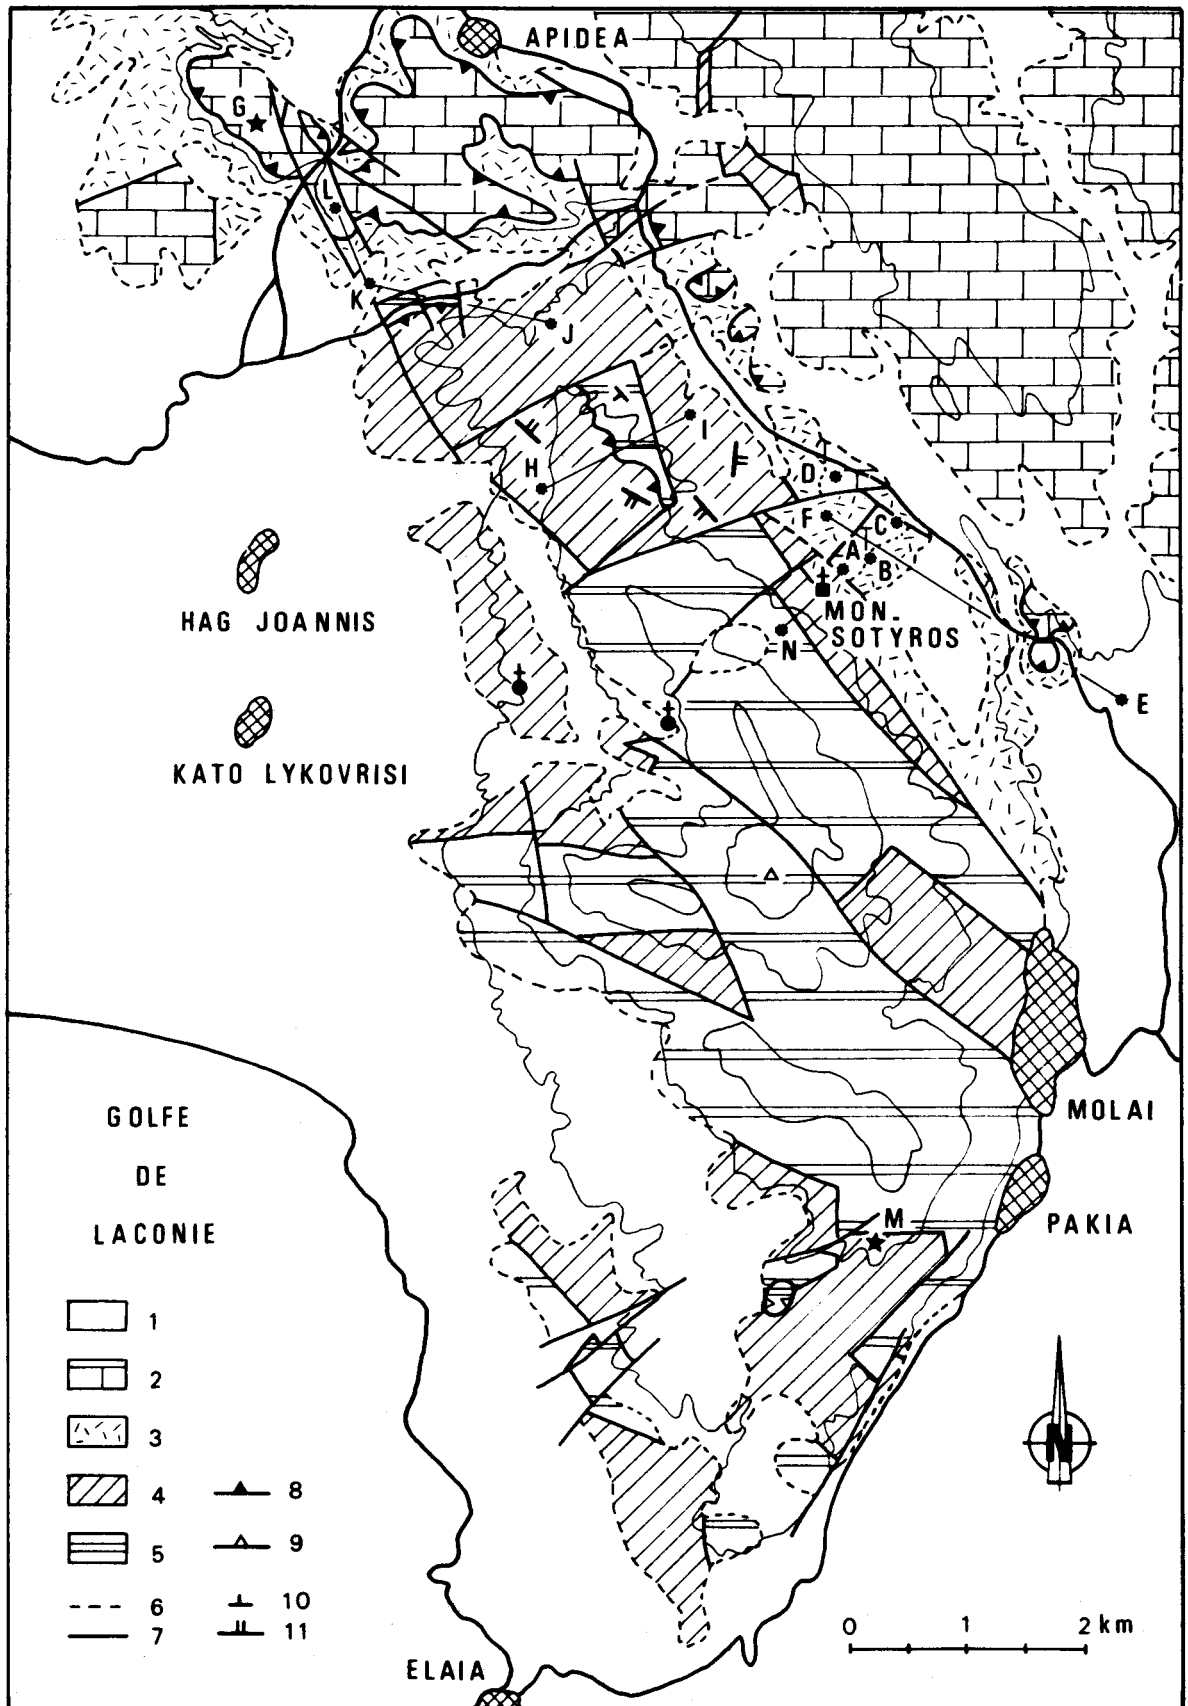 APIDEA
G
L
K
J
I
H
D
F
C
A
B
HAG JOANNIS
MON.
SOTYROS
N
E
KATO LYKOVRISI
GOLFE
DE
LACONIE
MOLAI
PAKIA
M
1
2
3
4
5
6
7
8
9
10
11
N
0 1 2 km
ELAIA